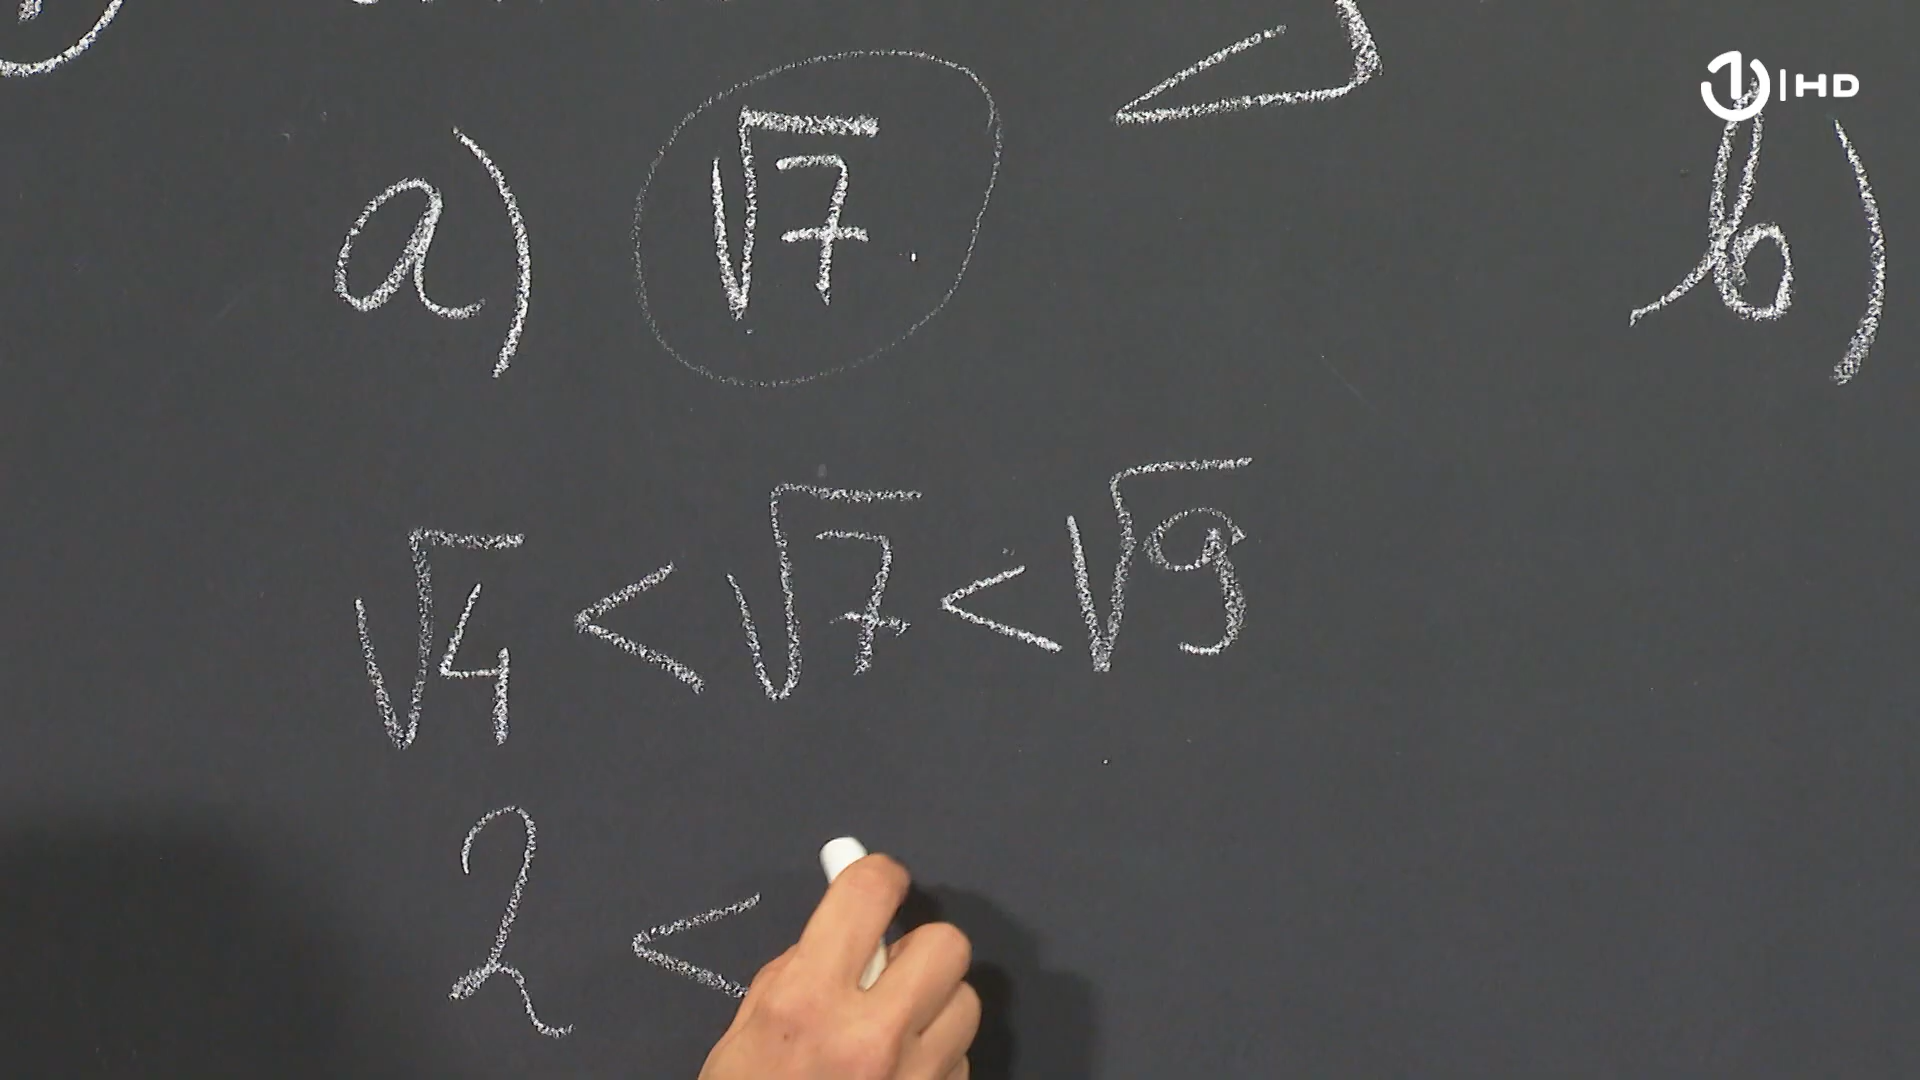 1 HD
a) √7 b)
√4 < √7 < √9
2 <